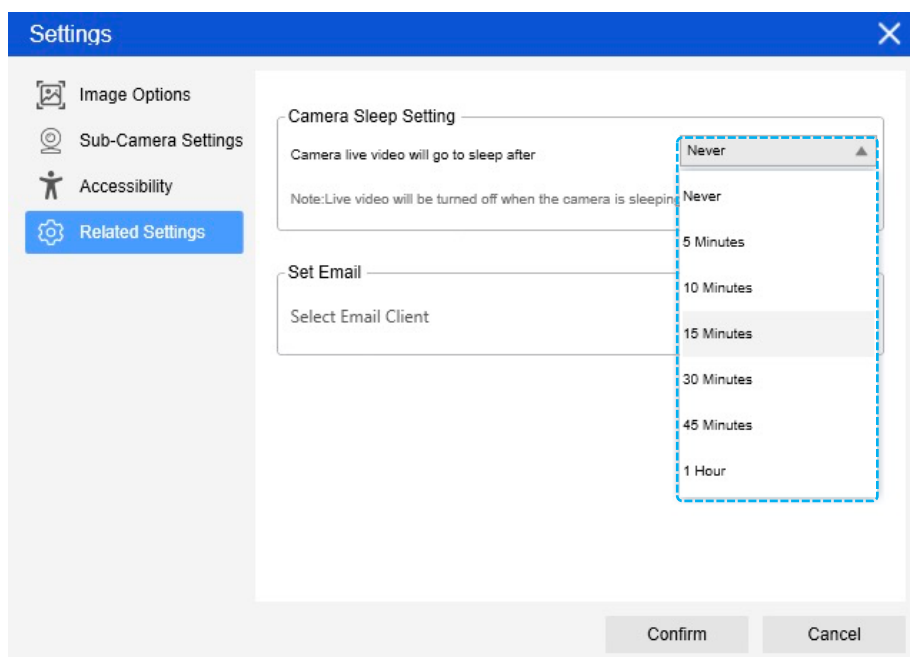 Settings
Image Options
Sub-Camera Settings
Accessibility
Related Settings
Camera Sleep Setting
Camera live video will go to sleep after
Never
Note:Live video will be turned off when the camera is sleeping
Never
5 Minutes
10 Minutes
15 Minutes
30 Minutes
45 Minutes
1 Hour
Set Email
Select Email Client
Confirm
Cancel